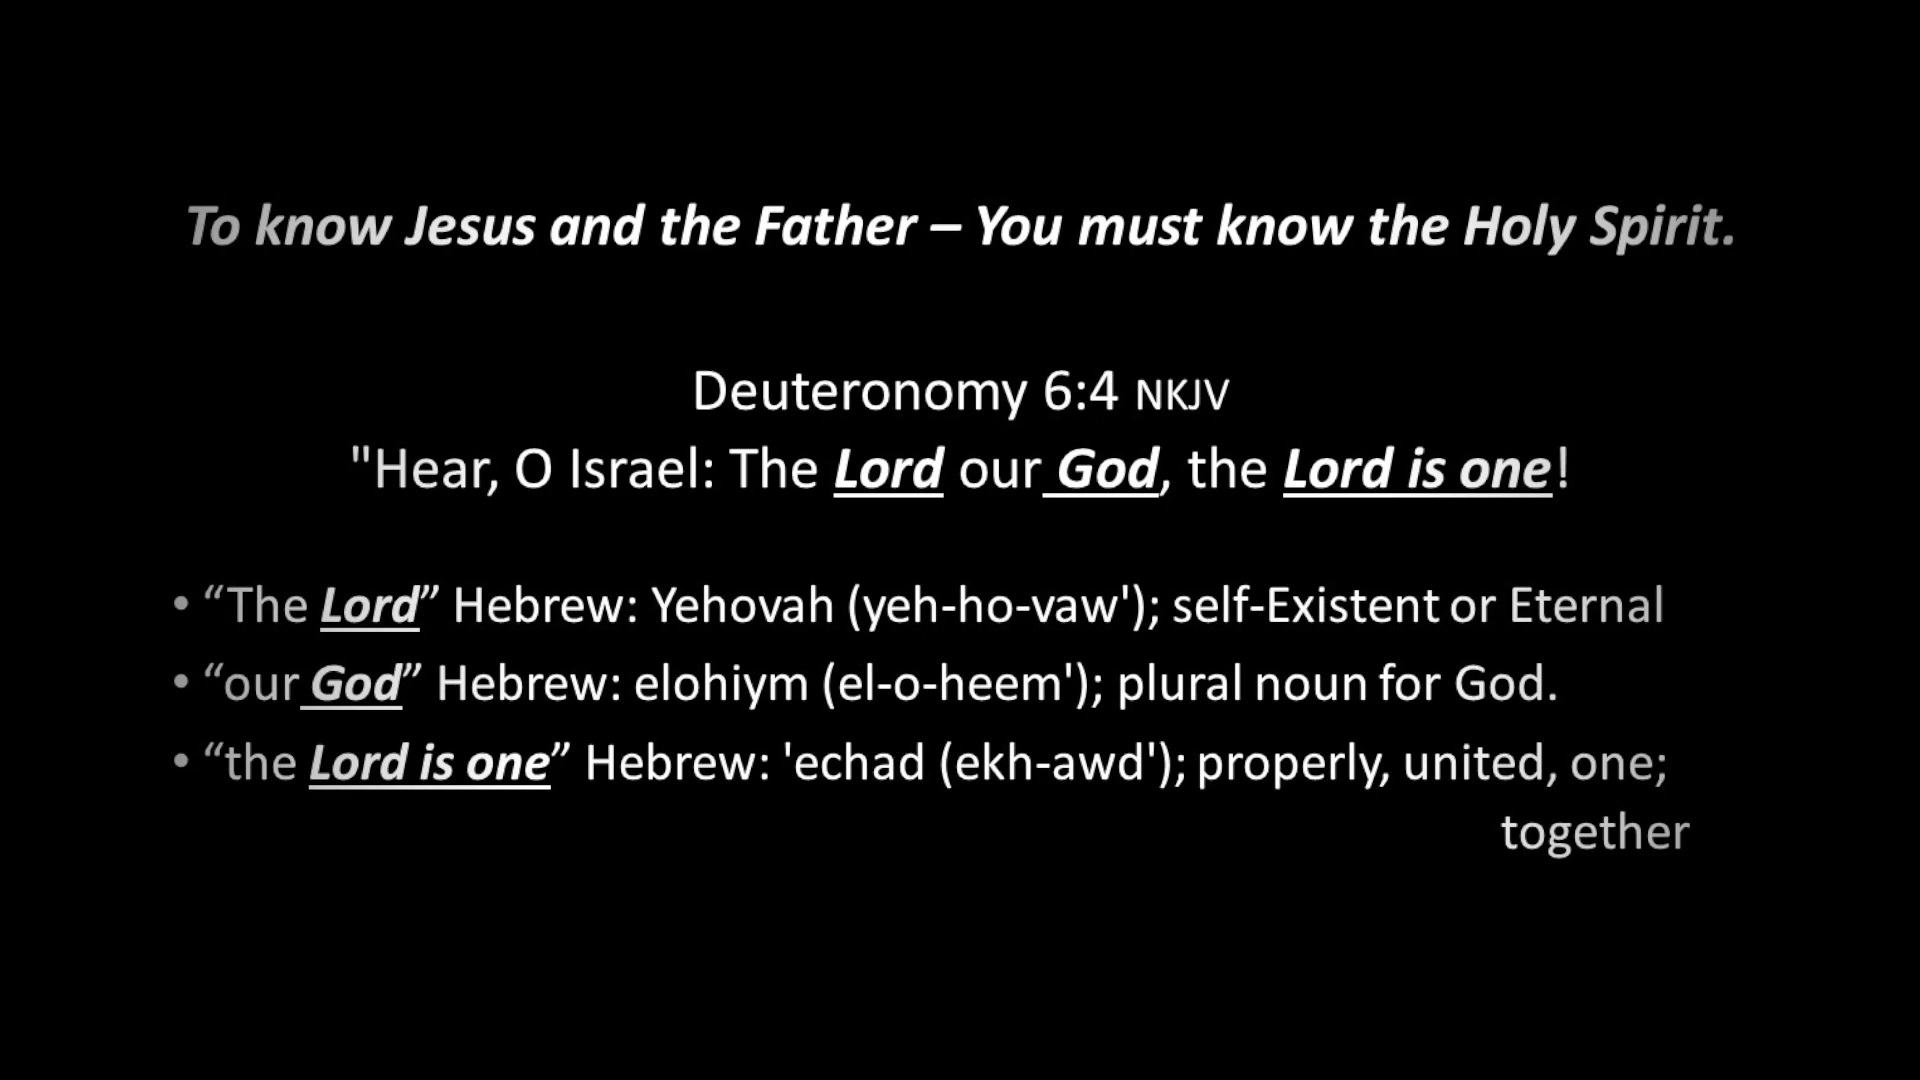 To know Jesus and the Father – You must know the Holy Spirit.
Deuteronomy 6:4 NKJV
"Hear, O Israel: The Lord our God, the Lord is one!
• “The Lord” Hebrew: Yehovah (yeh-ho-vaw'); self-Existent or Eternal
• “our God” Hebrew: elohiym (el-o-heem'); plural noun for God.
• “the Lord is one” Hebrew: 'echad (ekh-awd'); properly, united, one;
together